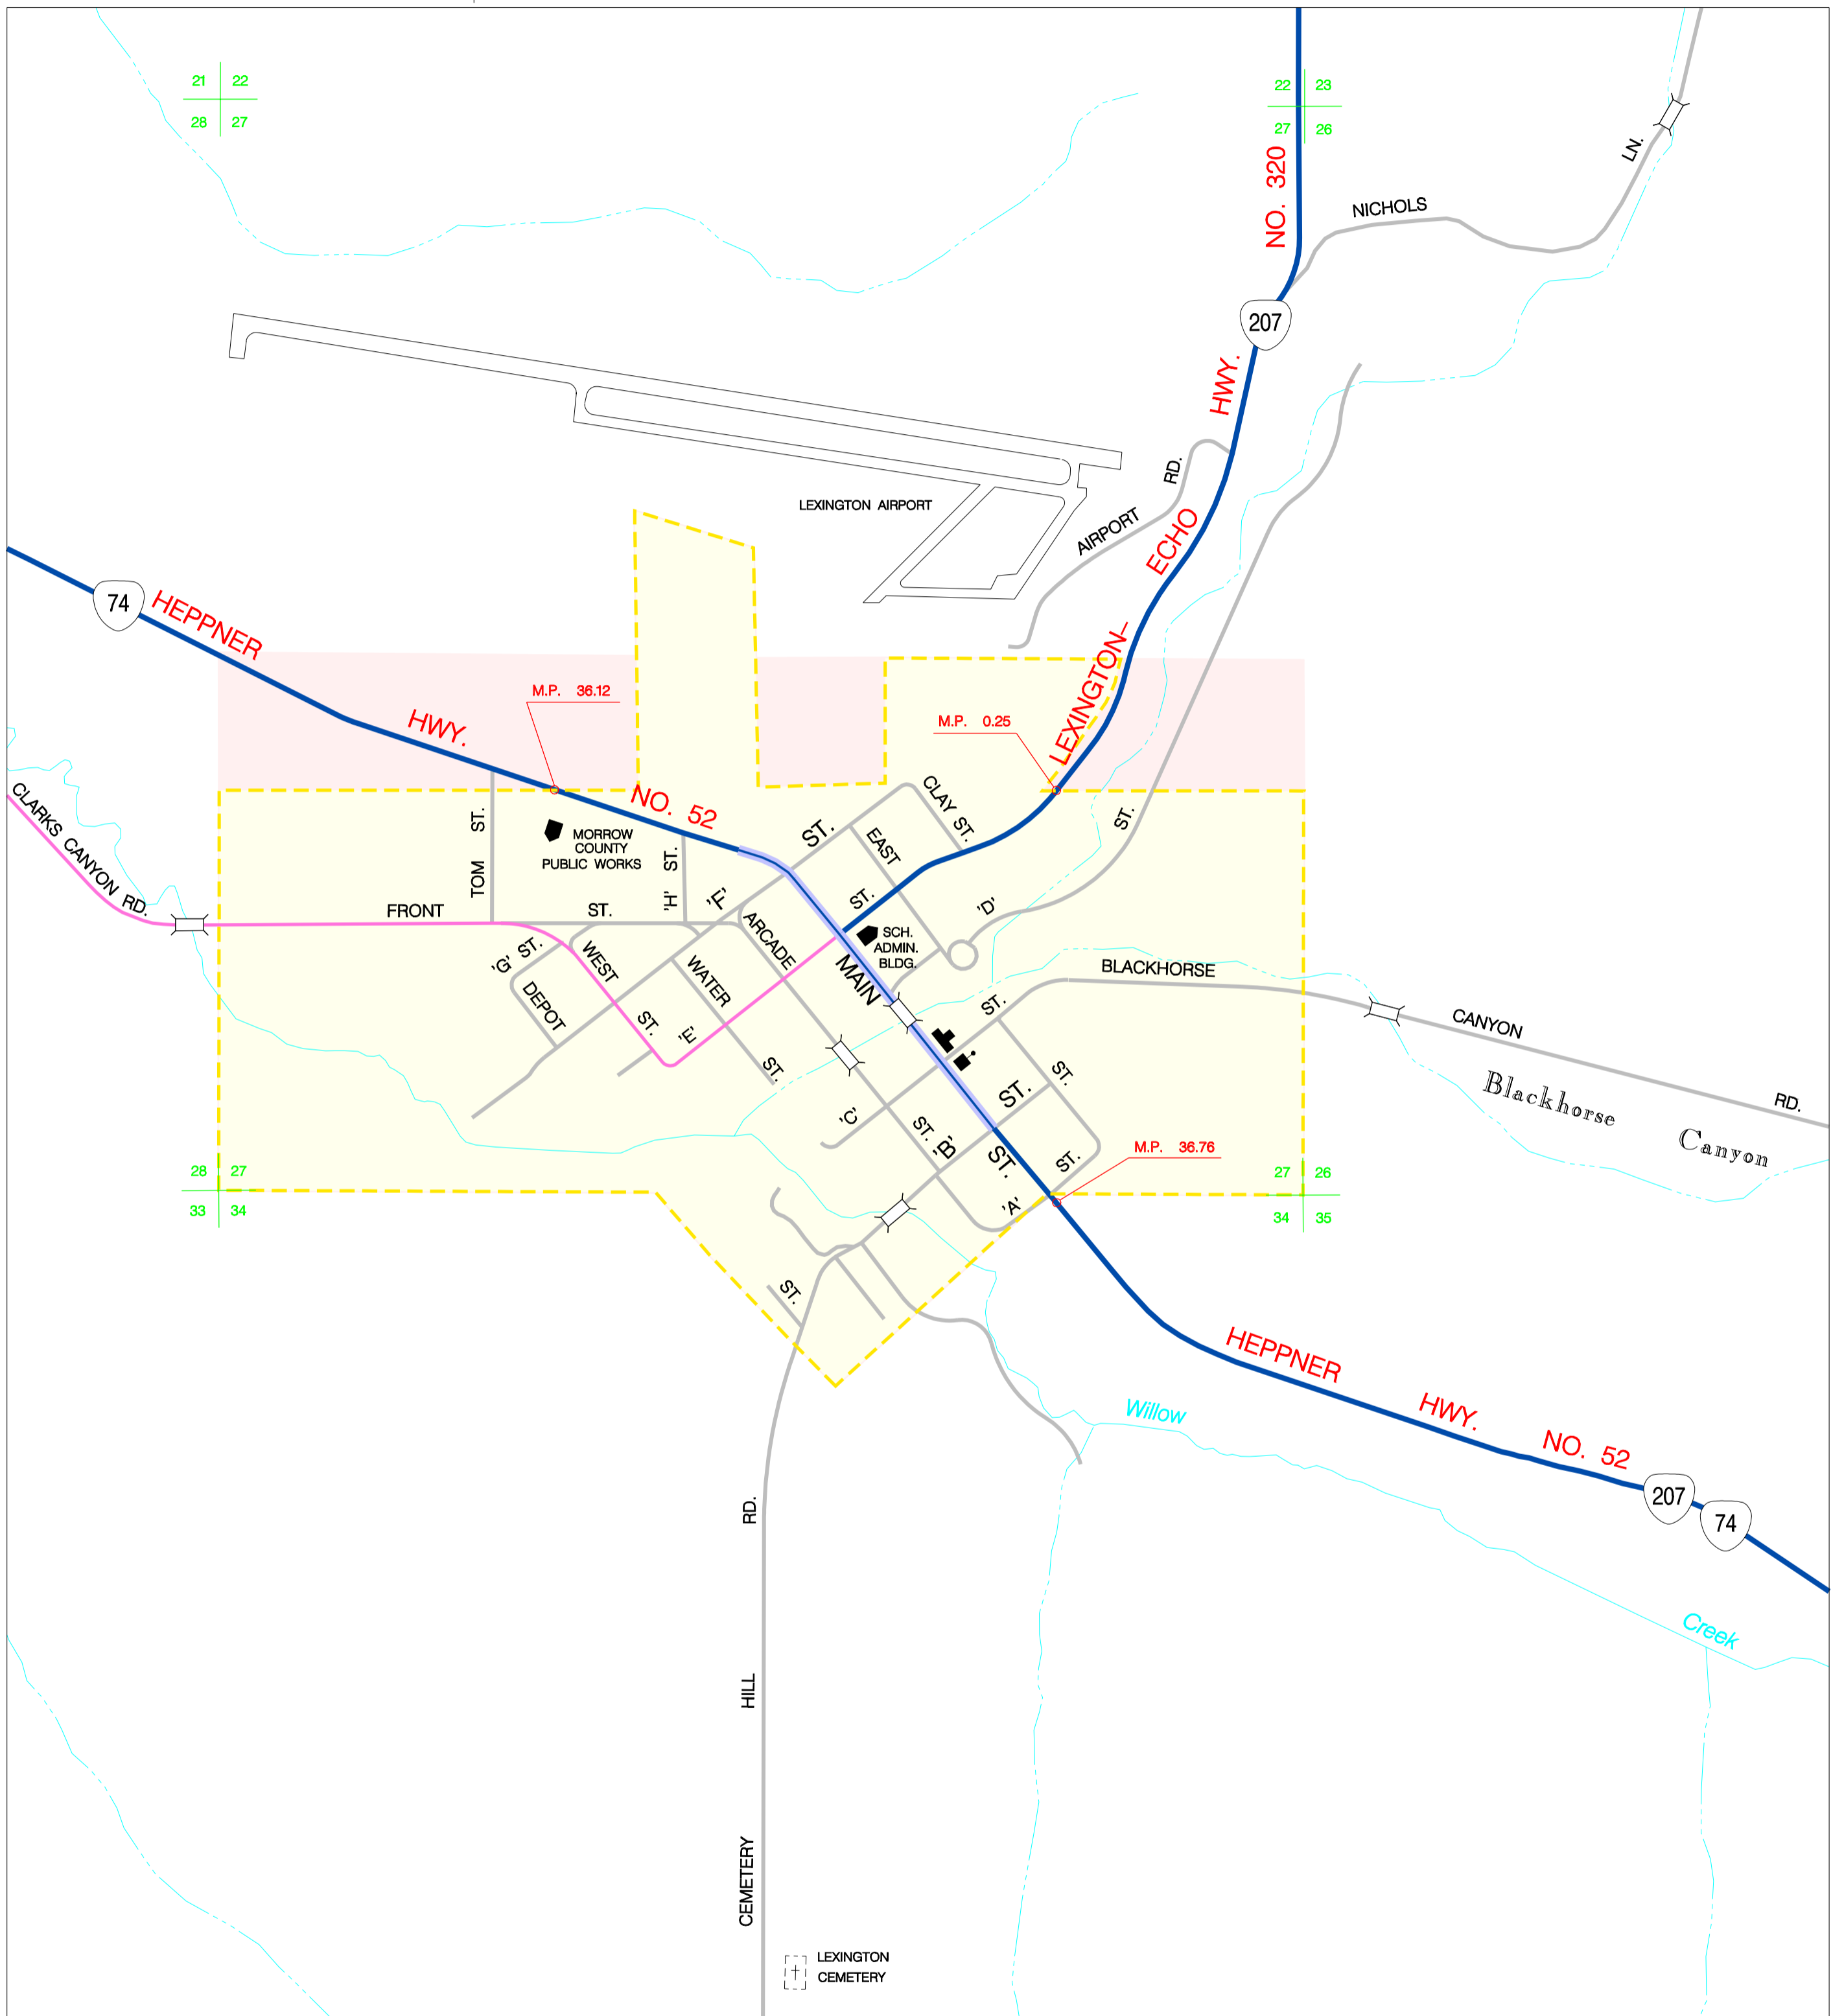 21 22
28 27
22 23
27 26
NO. 320
NICHOLS
LN.
207
HWY.
RD.
AIRPORT
ECHO
LEXINGTON AIRPORT
74
HEPPNER
LEXINGTON–
M.P. 36.12
M.P. 0.25
HWY.
NO. 52
CLARKS CANYON RD.
TOM ST.
MORROW
COUNTY
PUBLIC WORKS
'H' ST.
'F' ST.
CLAY ST.
EAST
ST.
ST.
FRONT ST.
ARCADE
'D'
SCH.
ADMIN.
BLDG.
'G' ST.
WEST
ST.
DEPOT
WATER
ST.
'E'
MAIN
BLACKHORSE
CANYON
RD.
Blackhorse
Canyon
ST.
ST.
'C'
ST.
ST.
'B'
ST.
ST.
'A'
M.P. 36.76
28 27
33 34
27 26
34 35
ST.
HEPPNER
HWY.
NO. 52
207
74
Willow
Creek
RD.
HILL
CEMETERY
LEXINGTON
CEMETERY